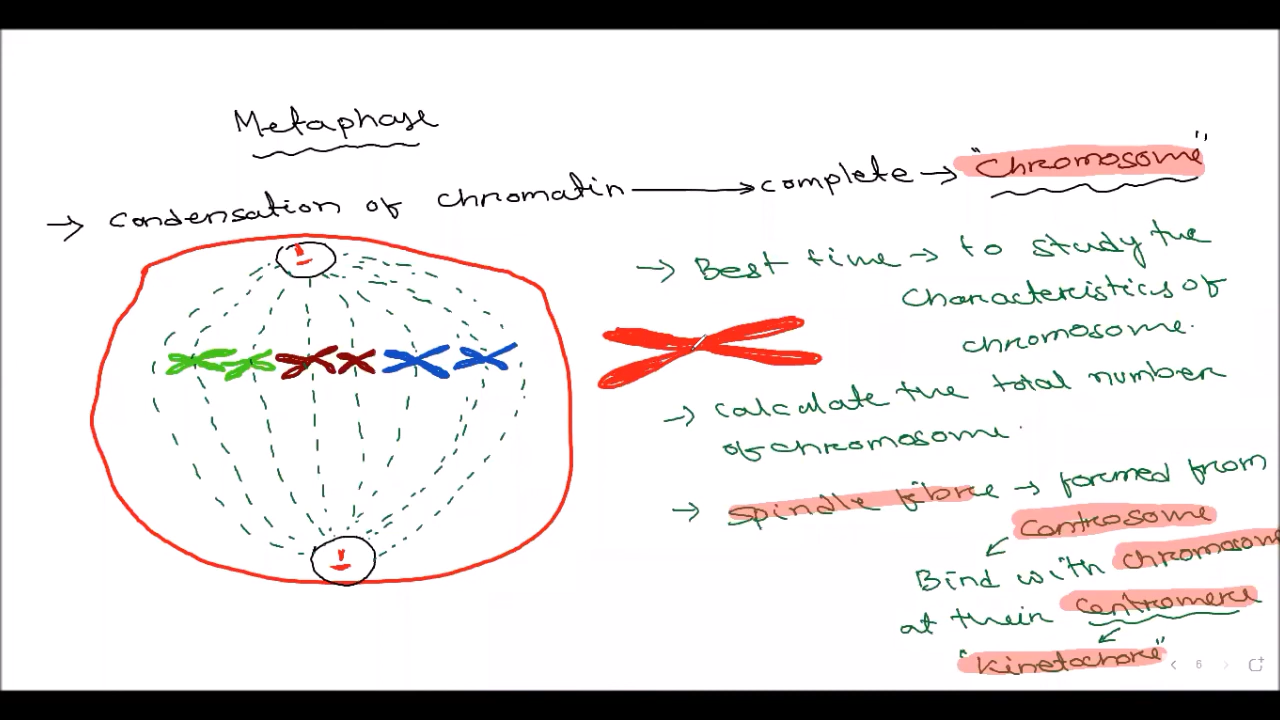 Metaphase
→ condensation of chromatin → complete → "chromosome"
→ Best time → to study the
characteristics of
chromosome.
→ calculate the total number
of chromosome.
→ spindle fibre → formed from
centrosome
Bind with chromosome
at their centromere
"kinetochore"
6